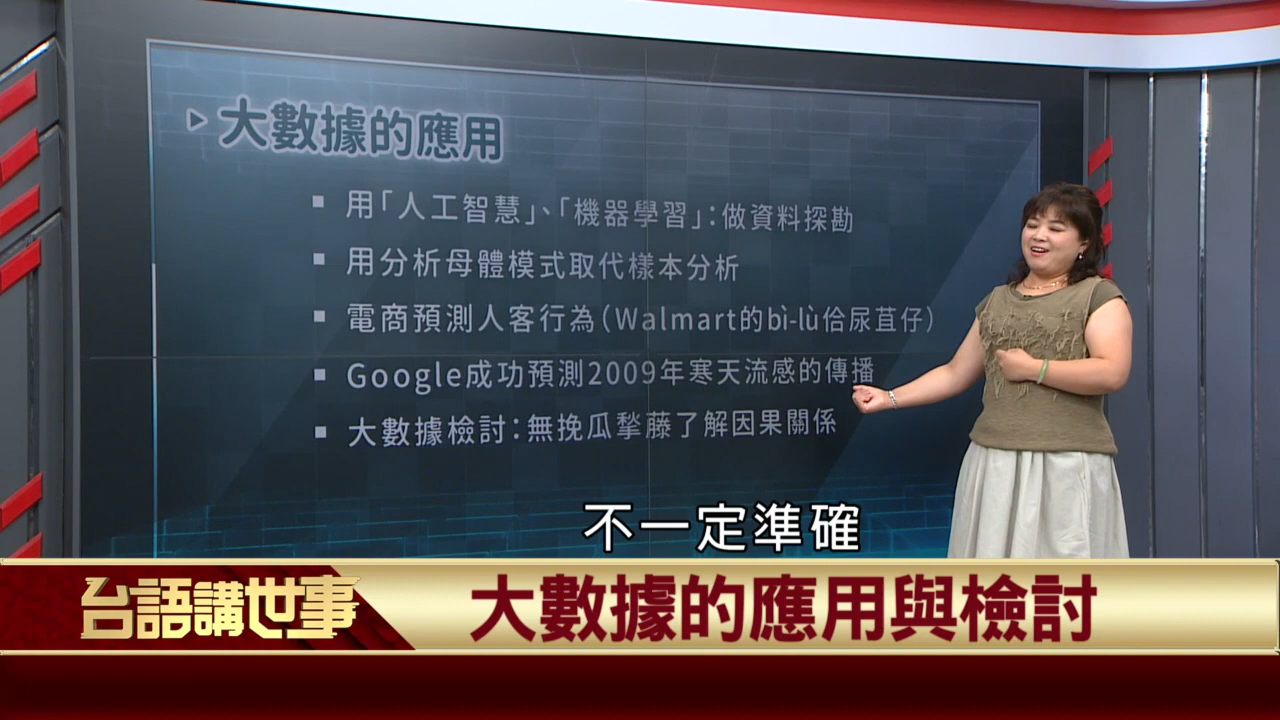 ▸大數據的應用
▪ 用「人工智慧」、「機器學習」：做資料探勘
▪ 用分析母體模式取代樣本分析
▪ 電商預測人客行為（Walmart的bì-lù佮尿苴仔）
▪ Google成功預測2009年寒天流感的傳播
▪ 大數據檢討：無挽瓜揫藤了解因果關係
不一定準確
台語講世事
大數據的應用與檢討